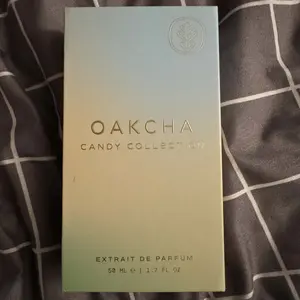 OAKCHA
CANDY COLLECTION
EXTRAIT DE PARFUM
50 ML ℮ | 1.7 FL OZ